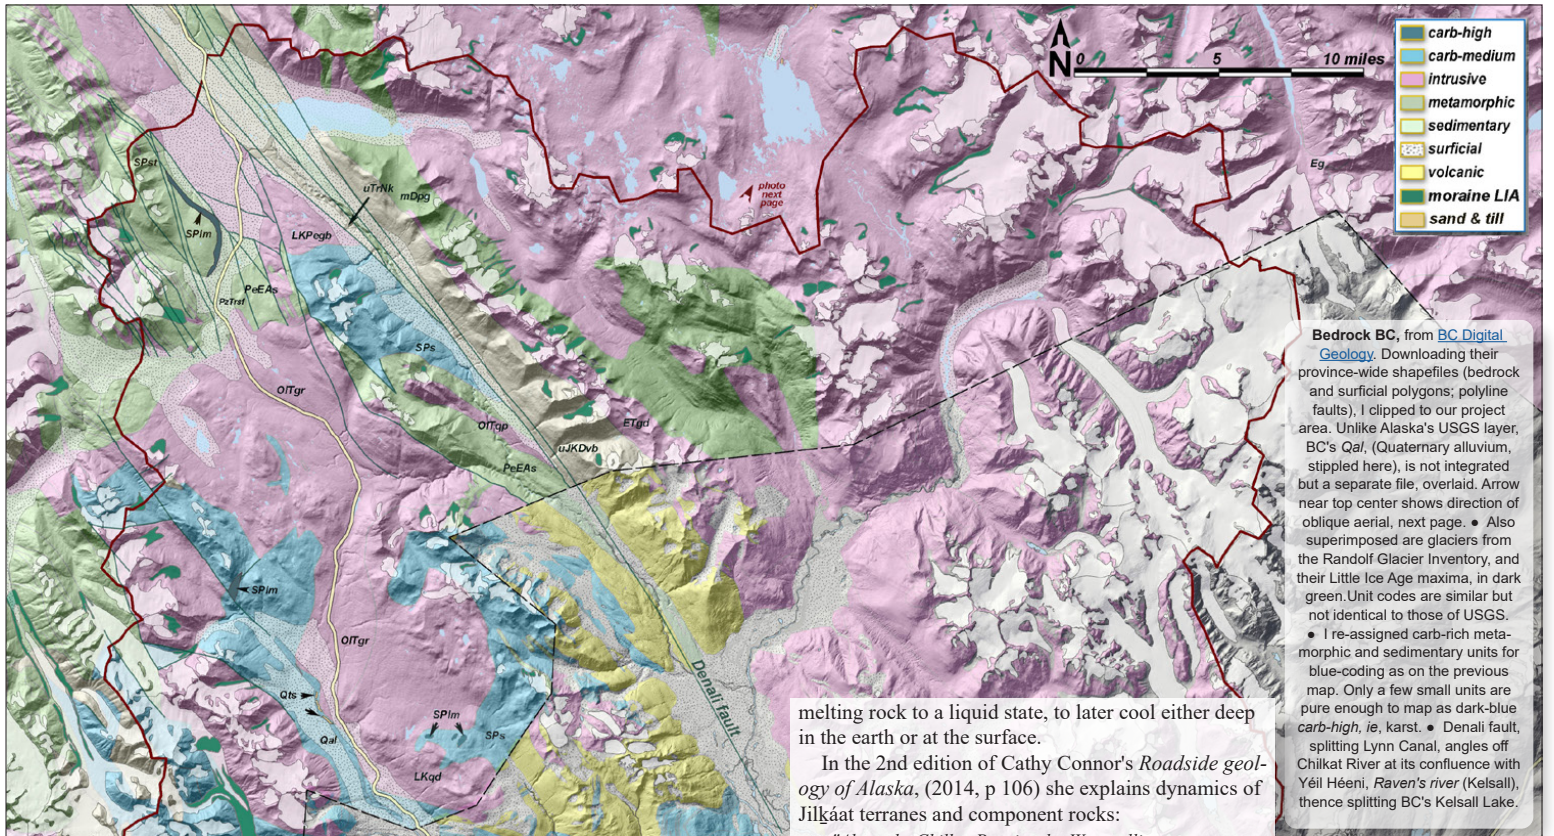 0 5 10 miles
N
carb-high
carb-medium
intrusive
metamorphic
sedimentary
surficial
volcanic
moraine LIA
sand & till
photo
next
page
Eg
SPst
SPlm
uTrNk
mDpg
LKPegb
PeEAs
PzTrsf
SPs
OlTgr
OlTqp
ETgd
uJKDvb
PeEAs
SPlm
OlTgr
Denali fault
Qts
Qal
SPlm
SPs
LKqd
Bedrock BC, from BC Digital
Geology. Downloading their
province-wide shapefiles (bedrock
and surficial polygons; polyline
faults), I clipped to our project
area. Unlike Alaska's USGS layer,
BC's Qal, (Quaternary alluvium,
stippled here), is not integrated
but a separate file, overlaid. Arrow
near top center shows direction of
oblique aerial, next page. ● Also
superimposed are glaciers from
the Randolf Glacier Inventory, and
their Little Ice Age maxima, in dark
green.Unit codes are similar but
not identical to those of USGS.
● I re-assigned carb-rich meta-
morphic and sedimentary units for
blue-coding as on the previous
map. Only a few small units are
pure enough to map as dark-blue
carb-high, ie, karst. ● Denali fault,
splitting Lynn Canal, angles off
Chilkat River at its confluence with
Yéil Héeni, Raven's river (Kelsall),
thence splitting BC's Kelsall Lake.
melting rock to a liquid state, to later cool either deep
in the earth or at the surface.
In the 2nd edition of Cathy Connor's Roadside geol-
ogy of Alaska, (2014, p 106) she explains dynamics of
Jilḵáat terranes and component rocks: